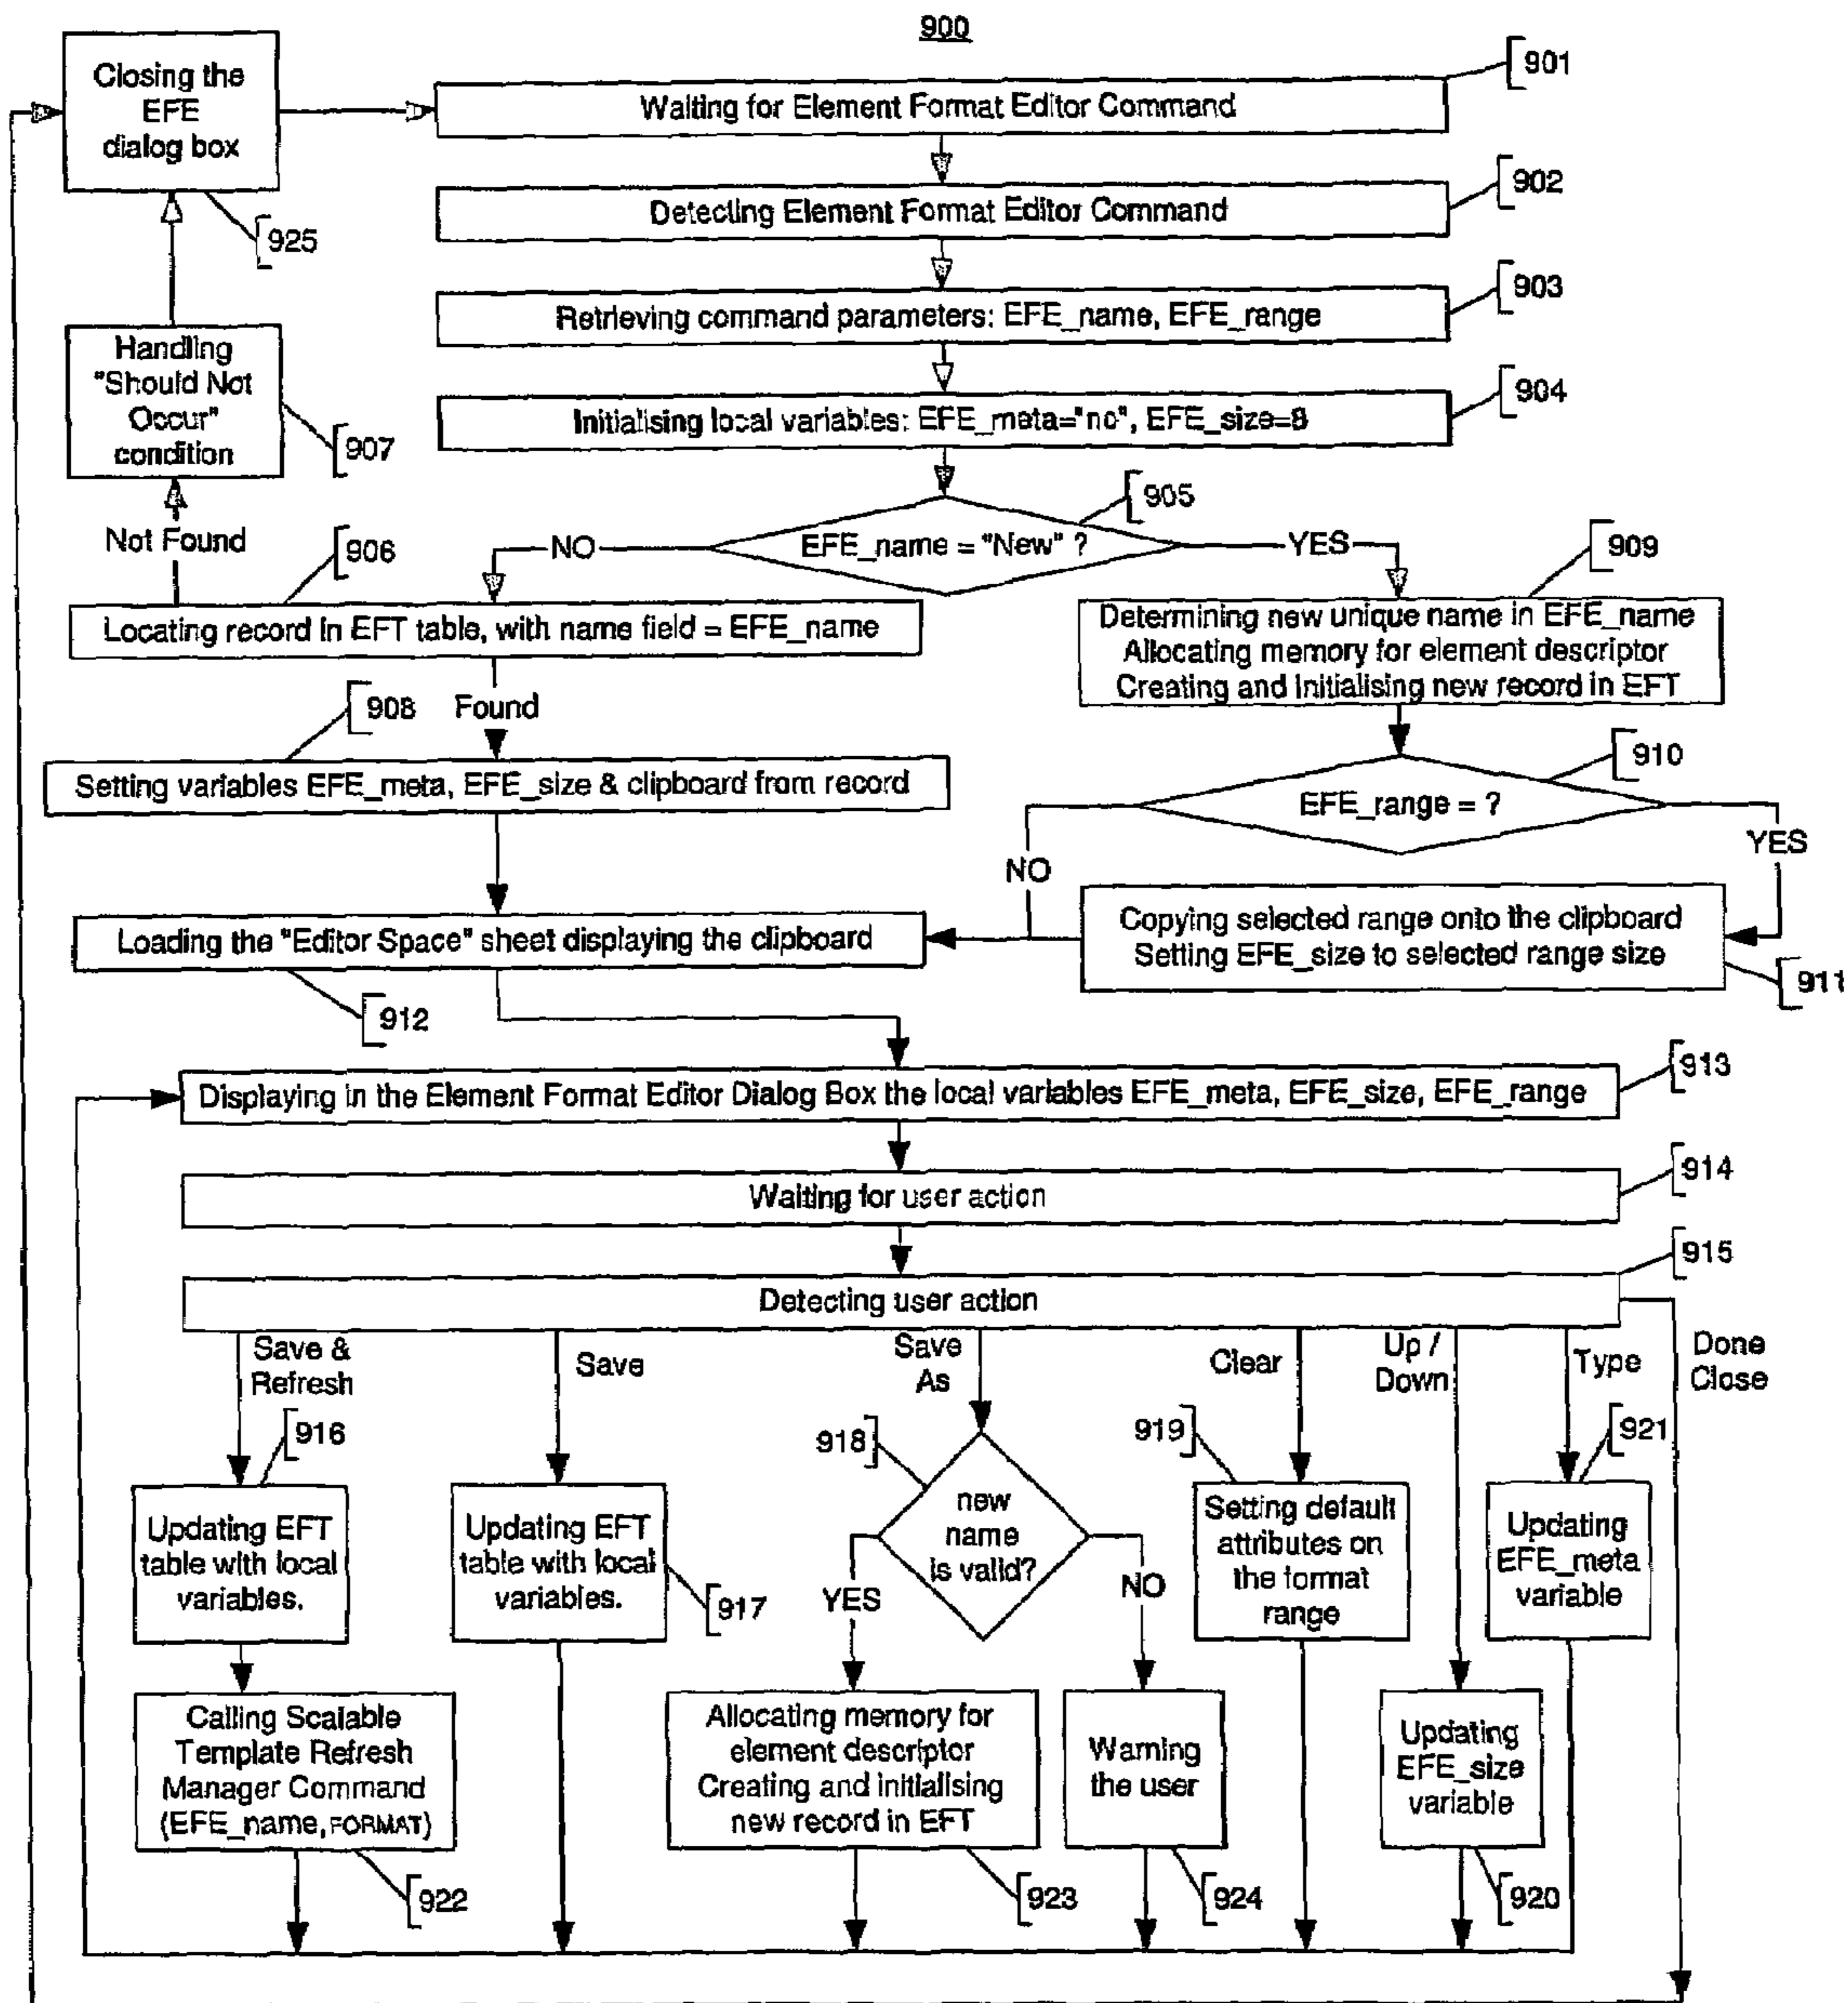 900
Closing the
EFE
dialog box
925
Waiting for Element Format Editor Command
901
Detecting Element Format Editor Command
902
Retrieving command parameters: EFE_name, EFE_range
903
Handling
"Should Not
Occur"
condition
907
Initialising local variables: EFE_meta="no", EFE_size=8
904
Not Found
906
NO
EFE_name = "New" ?
905
YES
909
Locating record in EFT table, with name field = EFE_name
Determining new unique name in EFE_name
Allocating memory for element descriptor
Creating and initialising new record in EFT
908
Found
910
Setting variables EFE_meta, EFE_size & clipboard from record
EFE_range = ?
YES
NO
Loading the "Editor Space" sheet displaying the clipboard
Copying selected range onto the clipboard
Setting EFE_size to selected range size
911
912
Displaying in the Element Format Editor Dialog Box the local variables EFE_meta, EFE_size, EFE_range
913
Waiting for user action
914
Detecting user action
915
Save &
Refresh
Save
Save
As
Clear
Up /
Down
Type
Done
Close
916
918
919
921
Updating EFT
table with local
variables.
Updating EFT
table with local
variables.
917
new
name
is valid?
YES
NO
Setting default
attributes on
the format
range
Updating
EFE_meta
variable
Calling Scalable
Template Refresh
Manager Command
(EFE_name, FORMAT)
922
Allocating memory for
element descriptor
Creating and initialising
new record in EFT
923
Warning
the user
924
Updating
EFE_size
variable
920